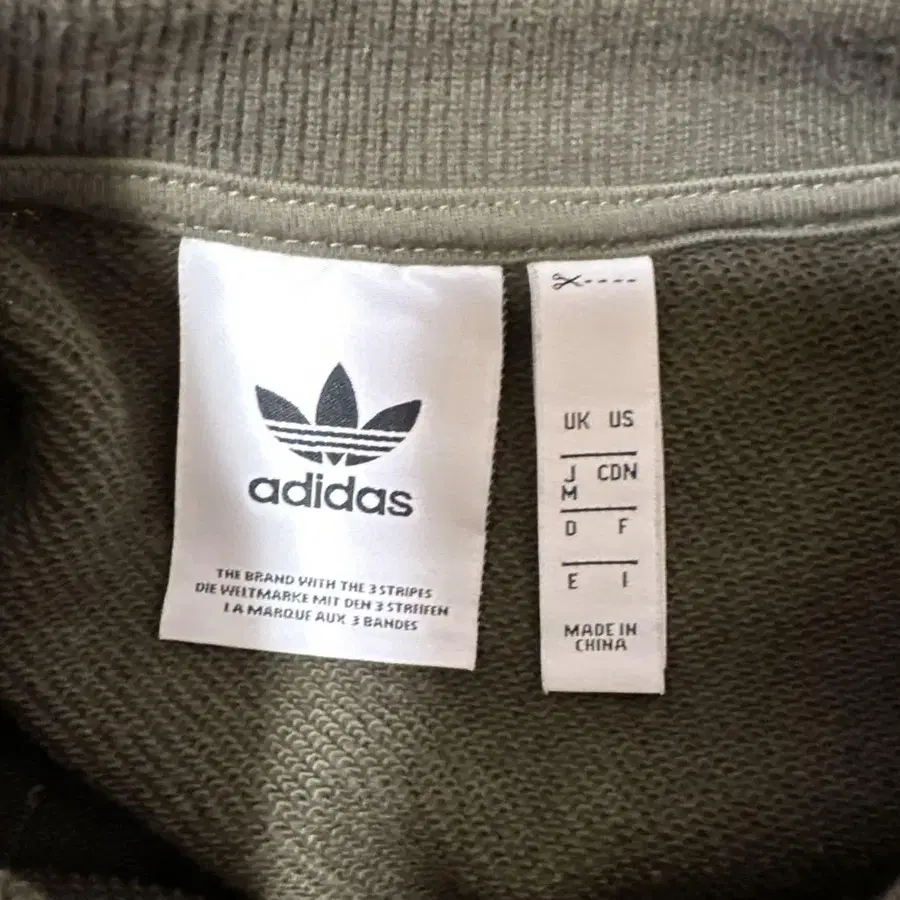 adidas
THE BRAND WITH THE 3 STRIPES
DIE WELTMARKE MIT DEN 3 STREIFEN
LA MARQUE AUX 3 BANDES
UK US
J CDN
M
D F
E I
MADE IN
CHINA